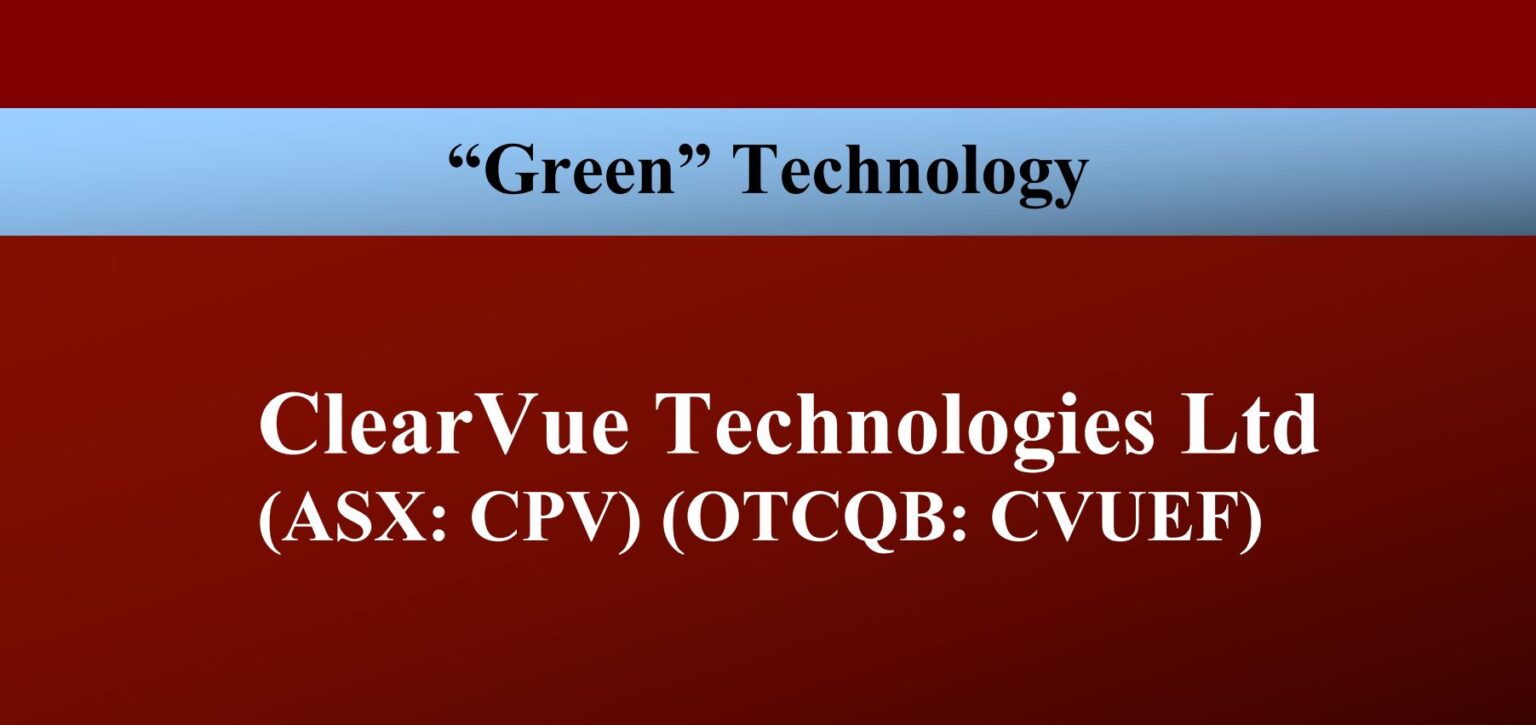 “Green” Technology
ClearVue Technologies Ltd
(ASX: CPV) (OTCQB: CVUEF)